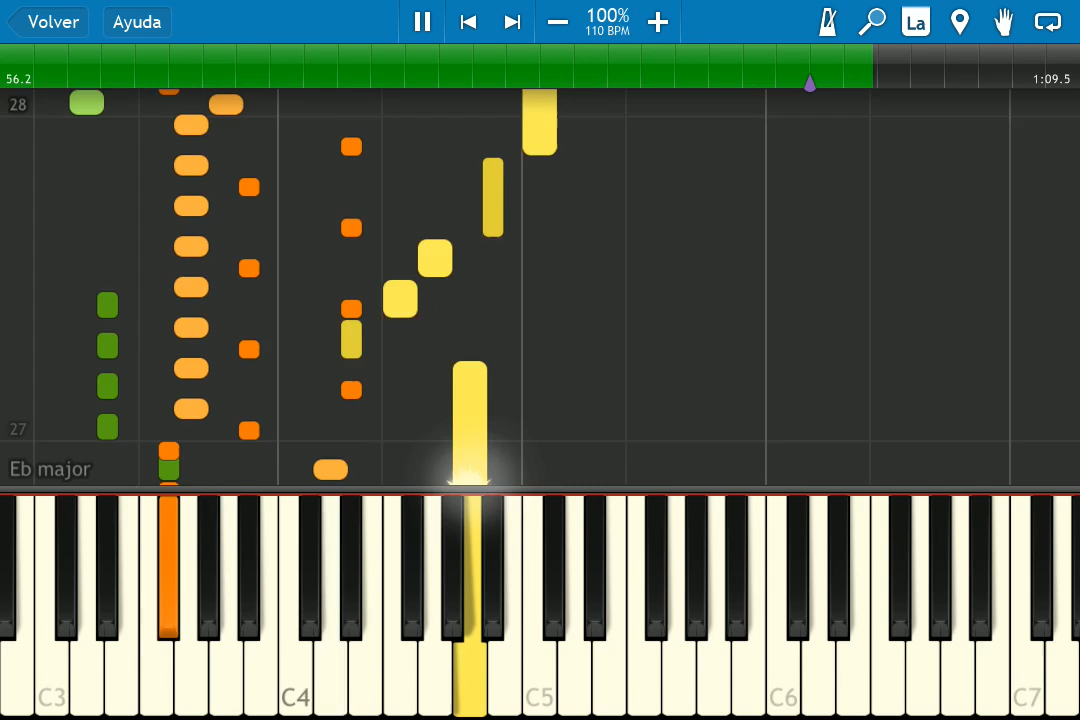 Volver
Ayuda
100%
110 BPM
La
56.2
1:09.5
28
27
Eb major
C3
C4
C5
C6
C7